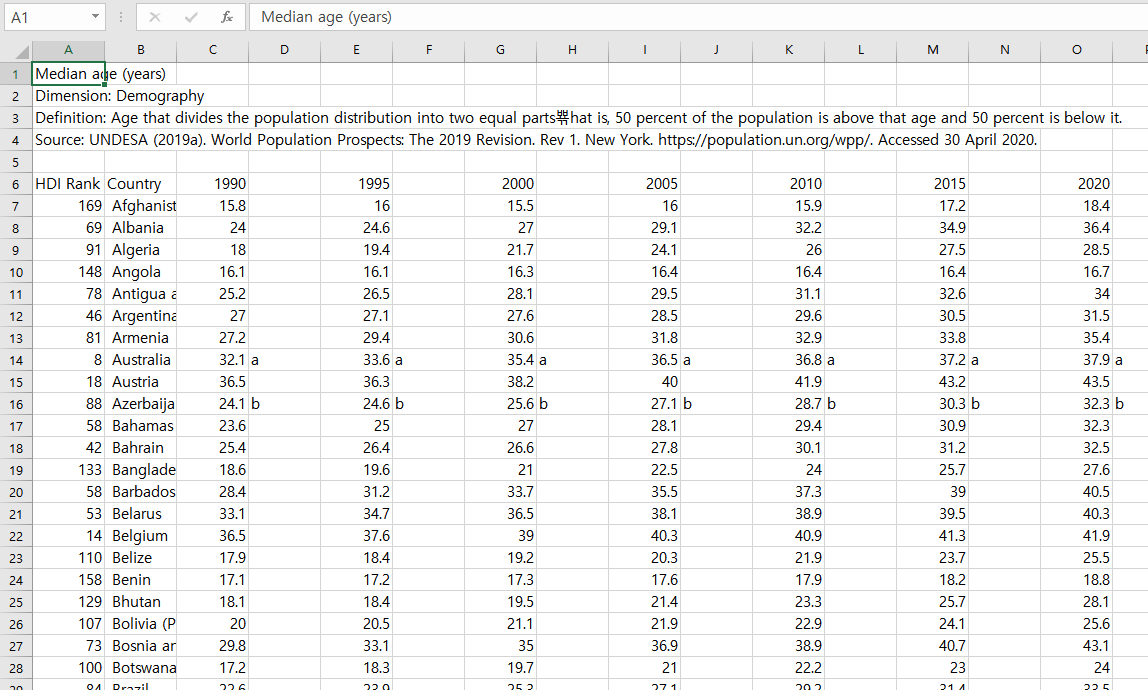 A1 fx Median age (years)
A B C D E F G H I J K L M N O
1 Median age (years)
2 Dimension: Demography
3 Definition: Age that divides the population distribution into two equal parts뾲hat is, 50 percent of the population is above that age and 50 percent is below it.
4 Source: UNDESA (2019a). World Population Prospects: The 2019 Revision. Rev 1. New York. https://population.un.org/wpp/. Accessed 30 April 2020.
5
6 HDI Rank Country 1990 1995 2000 2005 2010 2015 2020
7 169 Afghanist 15.8 16 15.5 16 15.9 17.2 18.4
8 69 Albania 24 24.6 27 29.1 32.2 34.9 36.4
9 91 Algeria 18 19.4 21.7 24.1 26 27.5 28.5
10 148 Angola 16.1 16.1 16.3 16.4 16.4 16.4 16.7
11 78 Antigua a 25.2 26.5 28.1 29.5 31.1 32.6 34
12 46 Argentina 27 27.1 27.6 28.5 29.6 30.5 31.5
13 81 Armenia 27.2 29.4 30.6 31.8 32.9 33.8 35.4
14 8 Australia 32.1 a 33.6 a 35.4 a 36.5 a 36.8 a 37.2 a 37.9 a
15 18 Austria 36.5 36.3 38.2 40 41.9 43.2 43.5
16 88 Azerbaija 24.1 b 24.6 b 25.6 b 27.1 b 28.7 b 30.3 b 32.3 b
17 58 Bahamas 23.6 25 27 28.1 29.4 30.9 32.3
18 42 Bahrain 25.4 26.4 26.6 27.8 30.1 31.2 32.5
19 133 Banglade 18.6 19.6 21 22.5 24 25.7 27.6
20 58 Barbados 28.4 31.2 33.7 35.5 37.3 39 40.5
21 53 Belarus 33.1 34.7 36.5 38.1 38.9 39.5 40.3
22 14 Belgium 36.5 37.6 39 40.3 40.9 41.3 41.9
23 110 Belize 17.9 18.4 19.2 20.3 21.9 23.7 25.5
24 158 Benin 17.1 17.2 17.3 17.6 17.9 18.2 18.8
25 129 Bhutan 18.1 18.4 19.5 21.4 23.3 25.7 28.1
26 107 Bolivia (P 20 20.5 21.1 21.9 22.9 24.1 25.6
27 73 Bosnia an 29.8 33.1 35 36.9 38.9 40.7 43.1
28 100 Botswana 17.2 18.3 19.7 21 22.2 23 24
29 84 Brazil 22.6 23.9 25.3 27.1 29.2 31.4 33.5